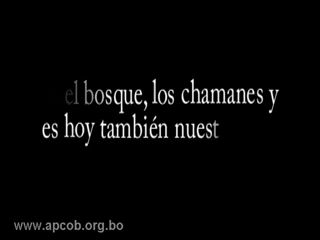 el bosque, los chamanes y
es hoy también nuest
www.apcob.org.bo